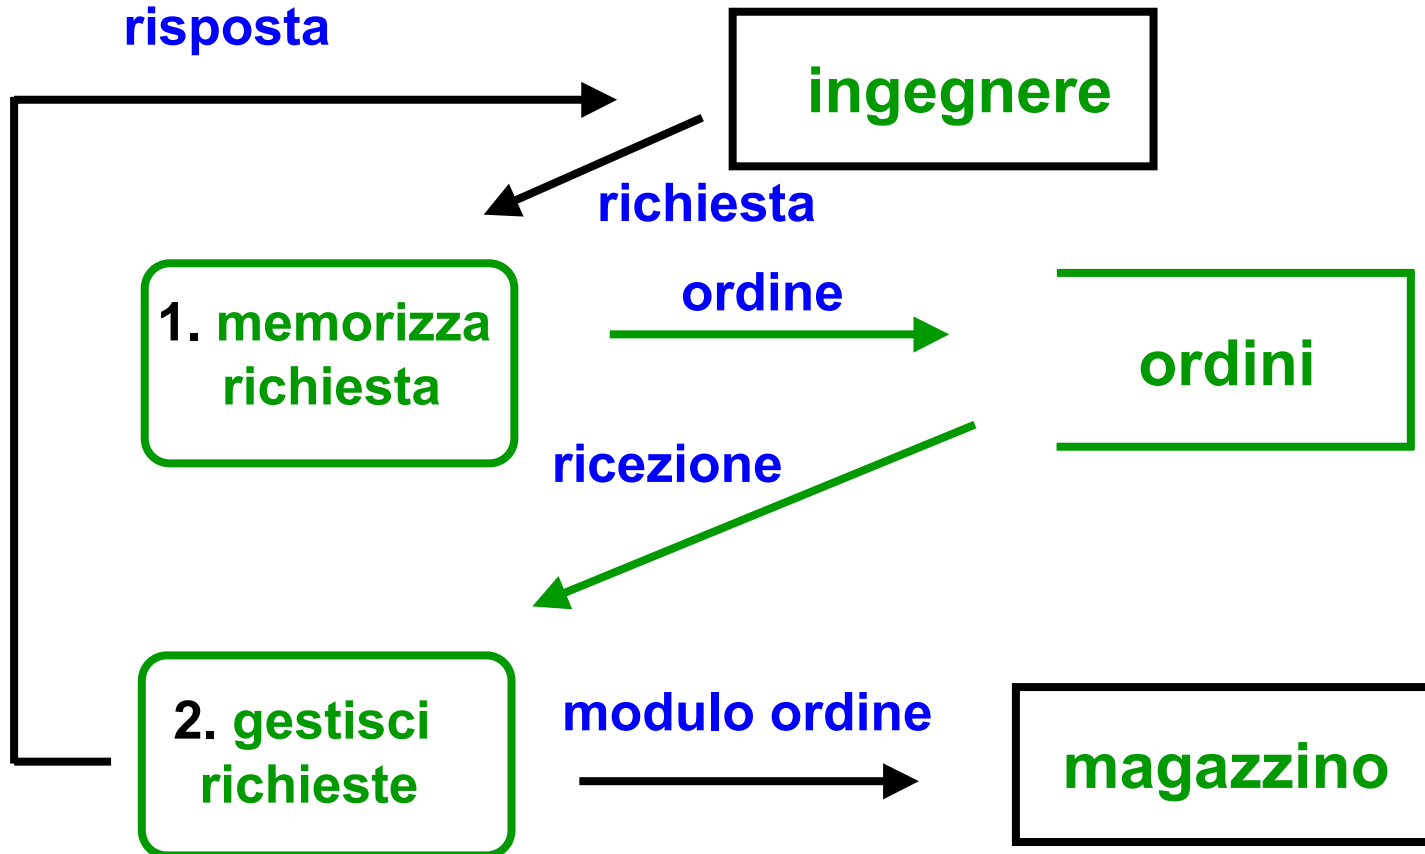 risposta
ingegnere
richiesta
ordine
1. memorizza
richiesta
ordini
ricezione
2. gestisci
richieste
modulo ordine
magazzino